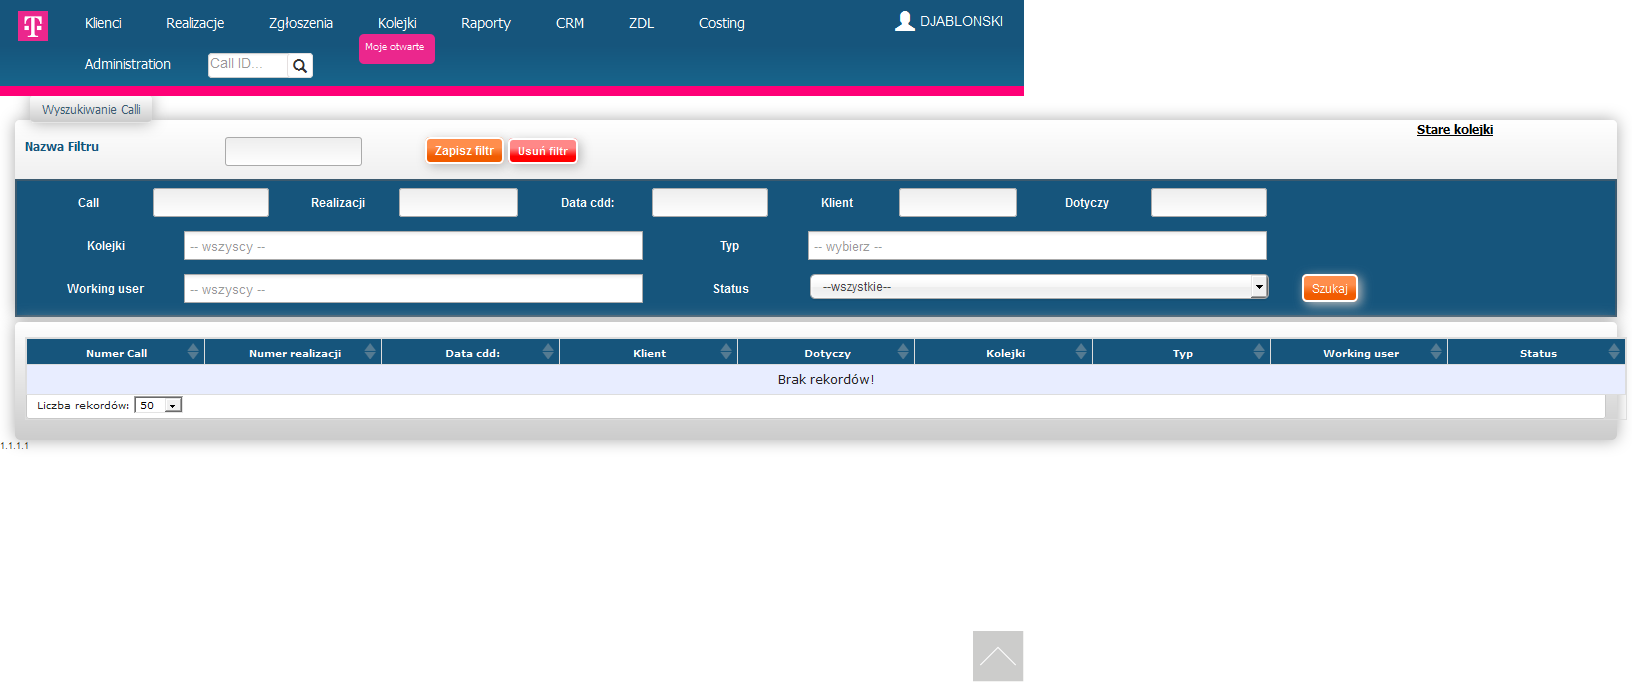 T Klienci Realizacje Zgłoszenia Kolejki Raporty CRM ZDL Costing DJABLONSKI
Moje otwarte
Administration Call ID...
Wyszukiwanie Calli
Stare kolejki
Nazwa Filtru Zapisz filtr Usuń filtr
Call Realizacji Data cdd: Klient Dotyczy
Kolejki -- wszyscy -- Typ -- wybierz --
Working user -- wszyscy -- Status --wszystkie-- Szukaj
Numer Call Numer realizacji Data cdd: Klient Dotyczy Kolejki Typ Working user Status
Brak rekordów!
Liczba rekordów: 50
1.1.1.1